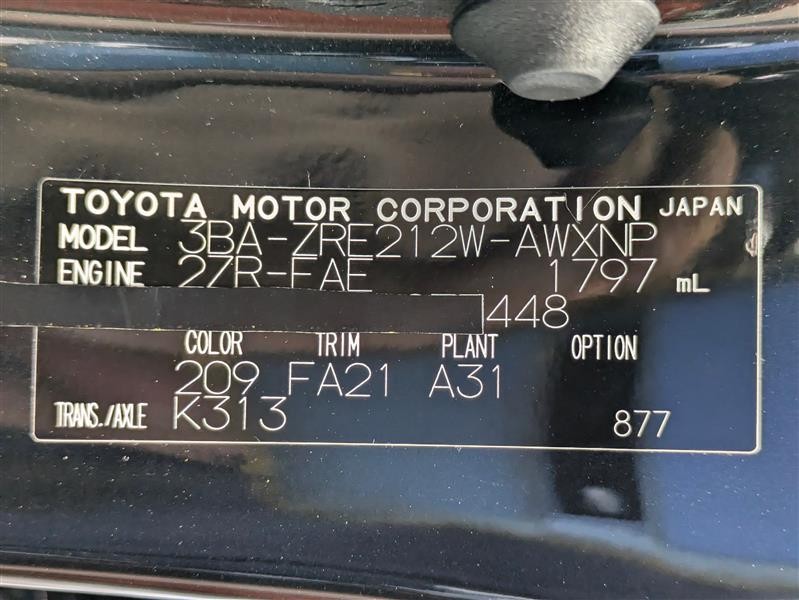 TOYOTA MOTOR CORPORATION JAPAN
MODEL 3BA-ZRE212W-AWXNP
ENGINE 2ZR-FAE 1797 mL
448
COLOR TRIM PLANT OPTION
209 FA21 A31
TRANS./AXLE K313 877